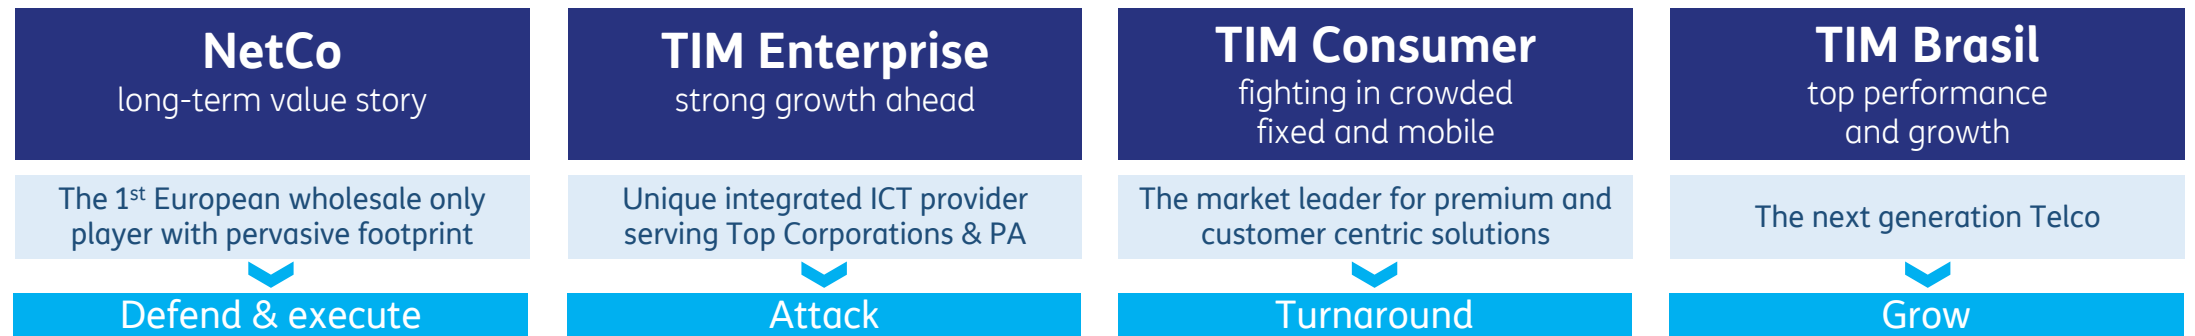 NetCo
long-term value story
The 1st European wholesale only
player with pervasive footprint
Defend & execute
TIM Enterprise
strong growth ahead
Unique integrated ICT provider
serving Top Corporations & PA
Attack
TIM Consumer
fighting in crowded
fixed and mobile
The market leader for premium and
customer centric solutions
Turnaround
TIM Brasil
top performance
and growth
The next generation Telco
Grow